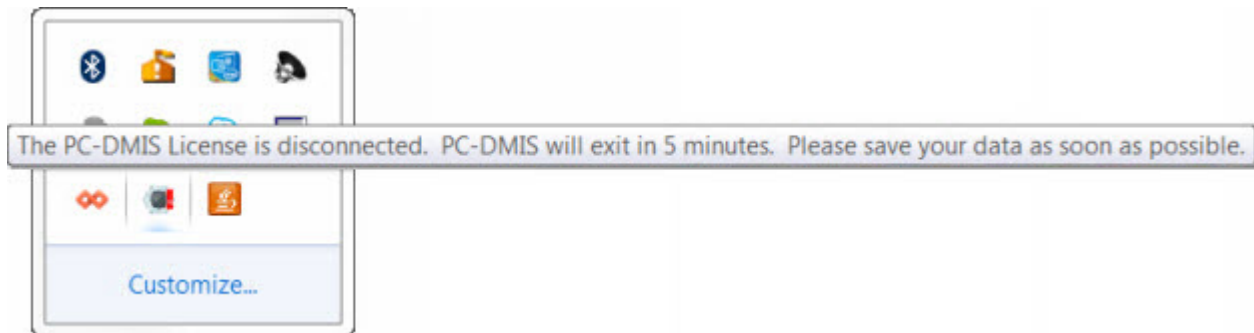 The PC-DMIS License is disconnected.  PC-DMIS will exit in 5 minutes.  Please save your data as soon as possible.
Customize...